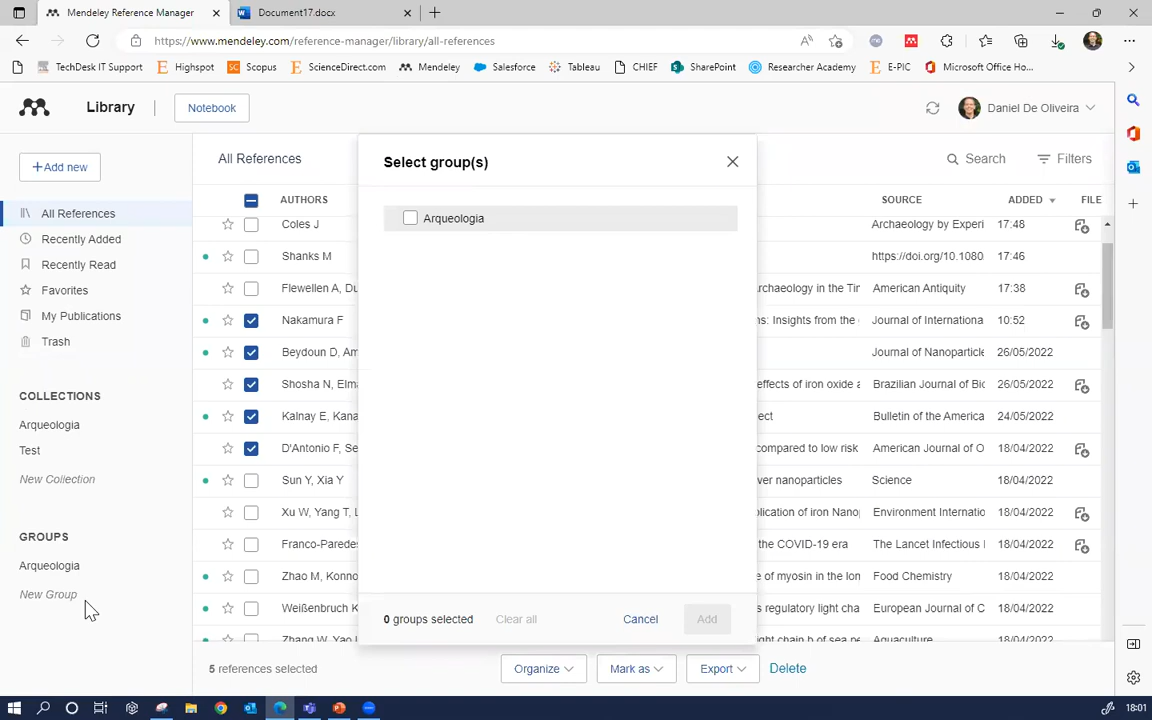 Mendeley Reference Manager
Document17.docx
https://www.mendeley.com/reference-manager/library/all-references
TechDesk IT Support
Highspot
Scopus
ScienceDirect.com
Mendeley
Salesforce
Tableau
CHIEF
SharePoint
Researcher Academy
E-PIC
Microsoft Office Ho...
Library
Notebook
Daniel De Oliveira
+Add new
All References
Recently Added
Recently Read
Favorites
My Publications
Trash
COLLECTIONS
Arqueologia
Test
New Collection
GROUPS
Arqueologia
New Group
All References
Search
Filters
AUTHORS SOURCE ADDED FILE
Coles J Archaeology by Experi 17:48
Shanks M https://doi.org/10.1080 17:46
Flewellen A, Du archaeology in the Tir American Antiquity 17:38
Nakamura F ns: Insights from the Journal of Internationa 10:52
Beydoun D, Am Journal of Nanoparticle 26/05/2022
Shosha N, Elma effects of iron oxide a Brazilian Journal of Bio 26/05/2022
Kalnay E, Kana ect Bulletin of the America 24/05/2022
D'Antonio F, Se compared to low risk American Journal of O 18/04/2022
Sun Y, Xia Y ver nanoparticles Science 18/04/2022
Xu W, Yang T, L lication of iron Nano Environment Internatio 18/04/2022
Franco-Paredes the COVID-19 era The Lancet Infectious I 18/04/2022
Zhao M, Konno e of myosin in the lon Food Chemistry 18/04/2022
Weißenbruch K s regulatory light cha European Journal of C 18/04/2022
Zhang W, Yao ight chain b of sea pe Aquaculture 18/04/2022
Select group(s)
Arqueologia
0 groups selected
Clear all
Cancel
Add
5 references selected
Organize
Mark as
Export
Delete
18:01